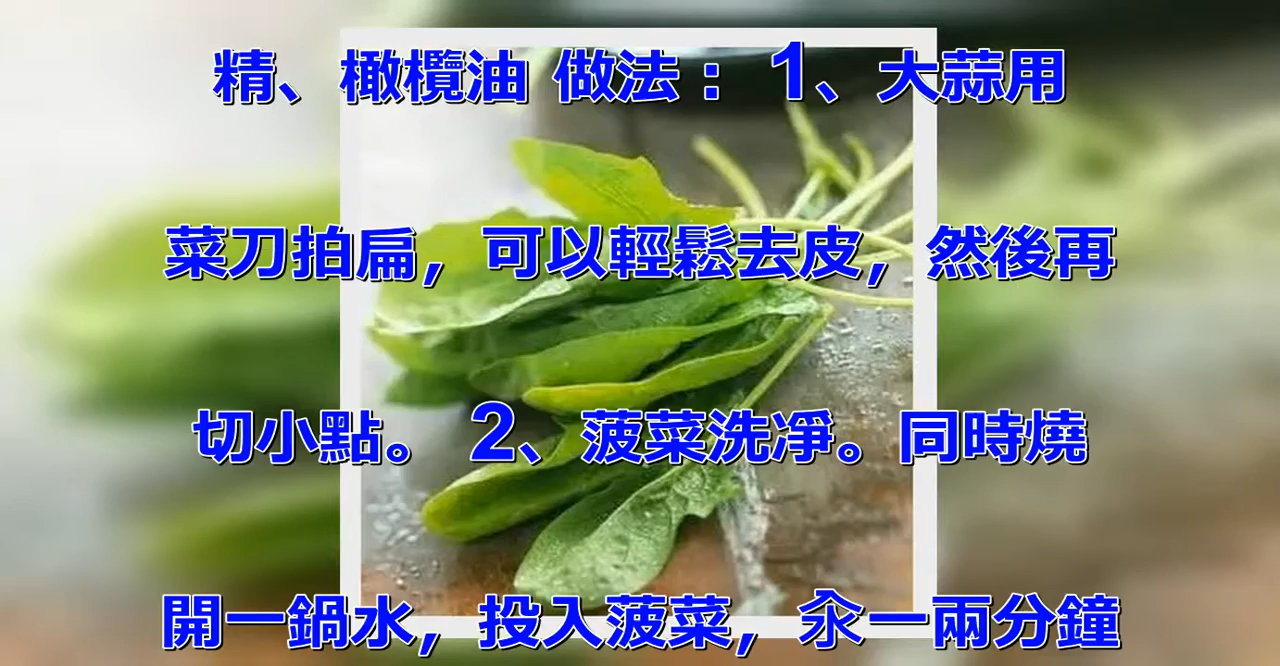 精、橄欖油 做法： 1、大蒜用
菜刀拍扁，可以輕鬆去皮，然後再
切小點。 2、菠菜洗凈。同時燒
開一鍋水，投入菠菜，汆一兩分鐘